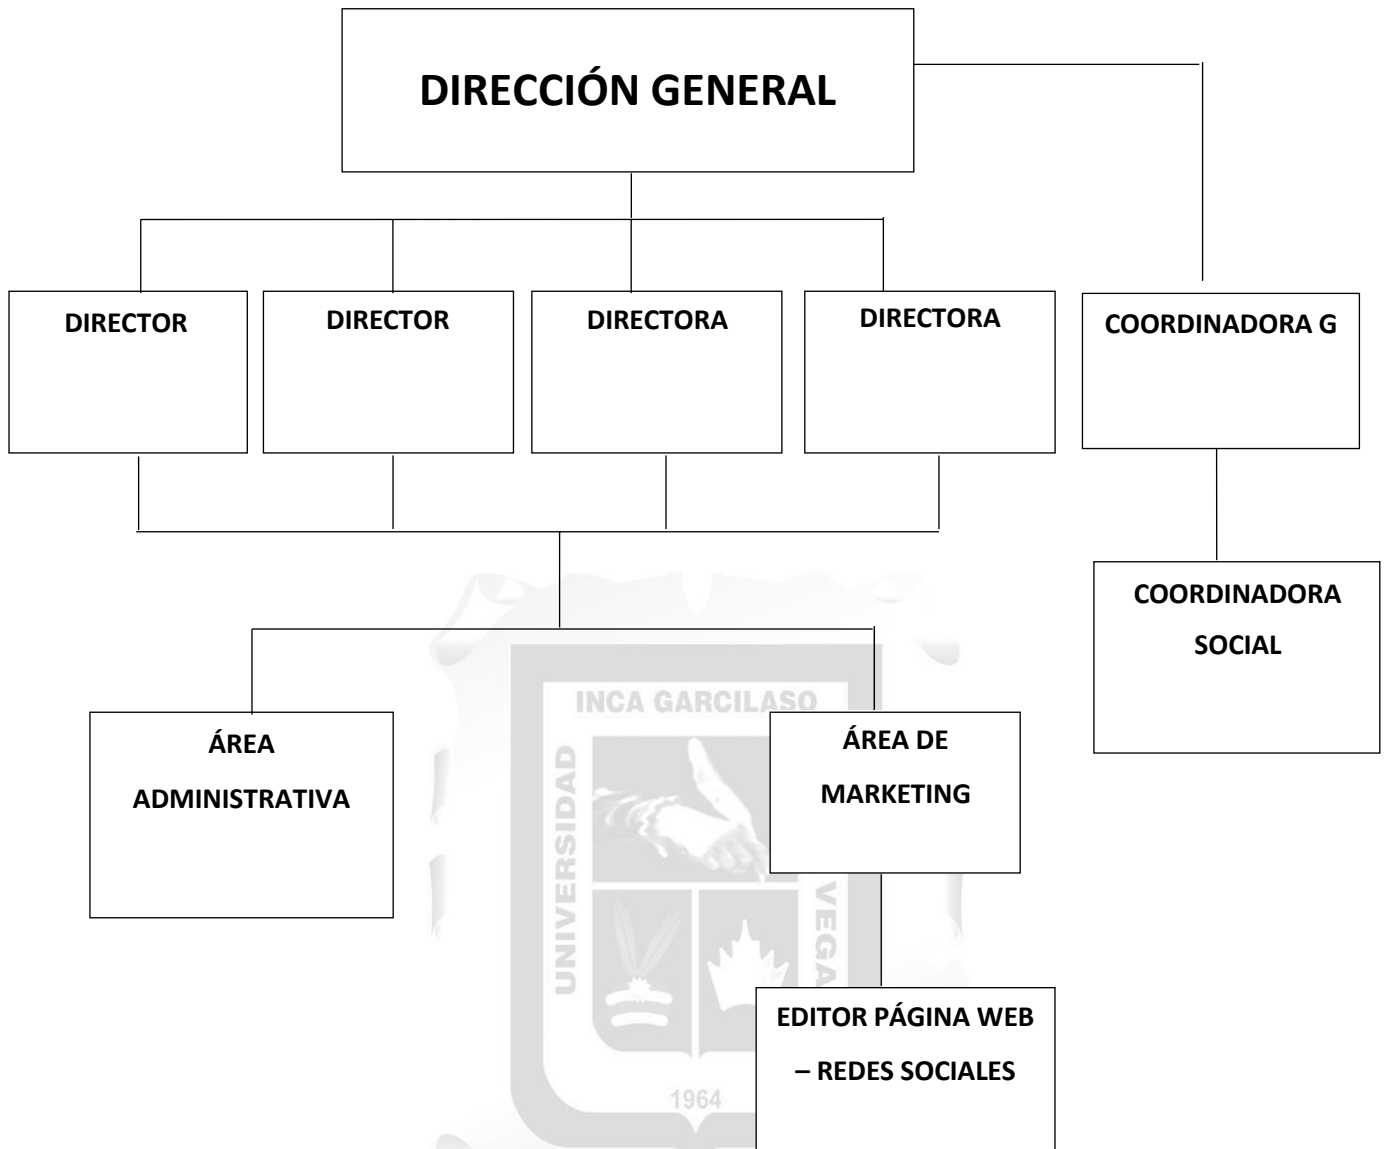 DIRECCIÓN GENERAL
DIRECTOR
DIRECTOR
DIRECTORA
DIRECTORA
COORDINADORA G
COORDINADORA
SOCIAL
ÁREA
ADMINISTRATIVA
ÁREA DE
MARKETING
EDITOR PÁGINA WEB
– REDES SOCIALES
INCA GARCILASO
UNIVERSIDAD
VEGA
1964